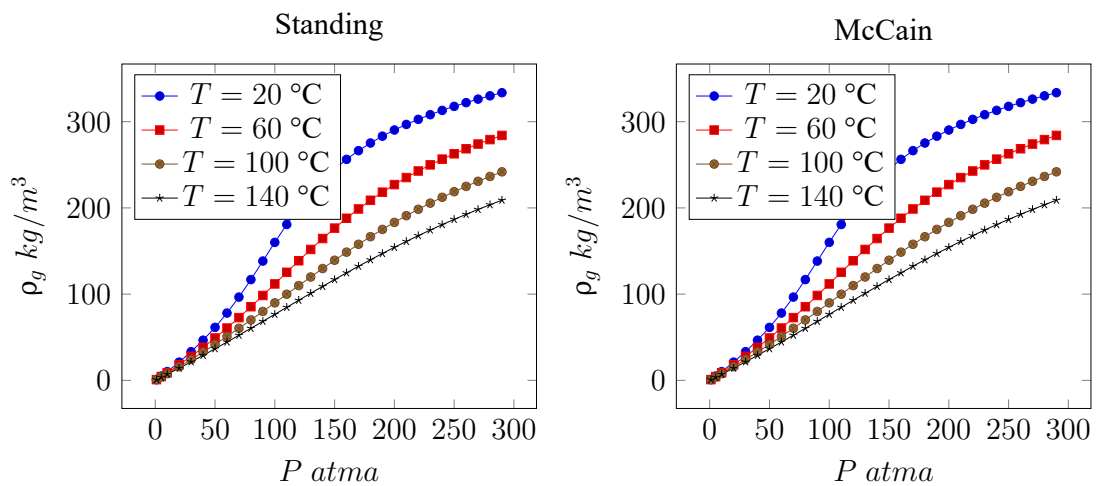 Standing
T = 20 °C
T = 60 °C
T = 100 °C
T = 140 °C
300
200
100
0
ρ_g kg/m³
0 50 100 150 200 250 300
P atma
McCain
T = 20 °C
T = 60 °C
T = 100 °C
T = 140 °C
300
200
100
0
ρ_g kg/m³
0 50 100 150 200 250 300
P atma